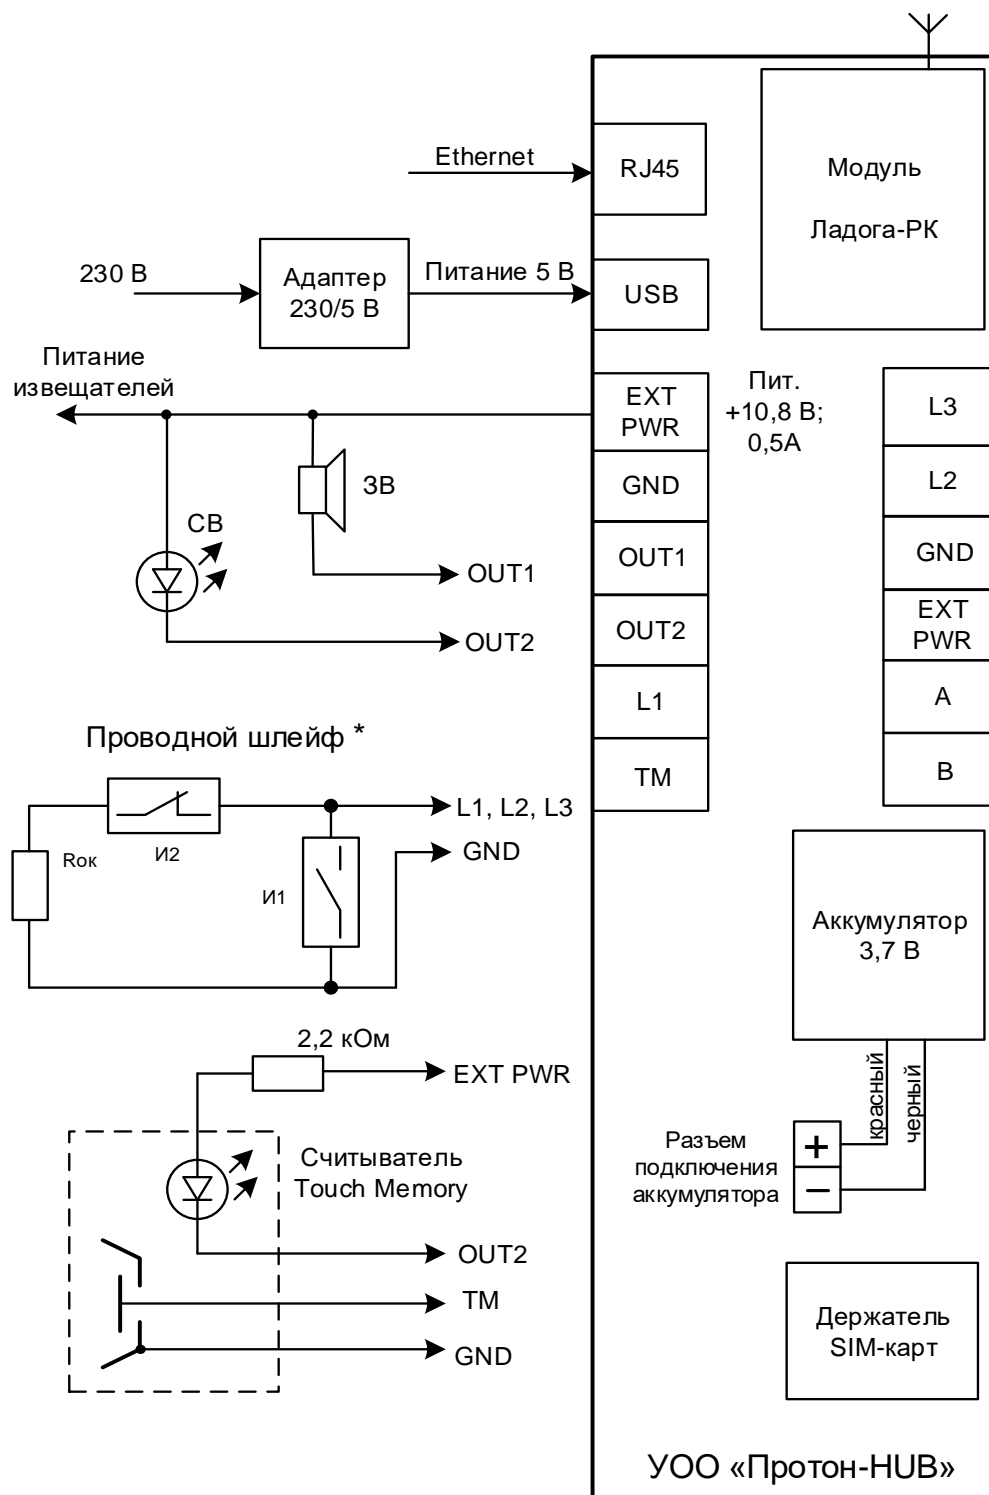 Ethernet
RJ45
Модуль
Ладога-РК
230 В
Адаптер
230/5 В
Питание 5 В
USB
Питание
извещателей
EXT
PWR
Пит.
+10,8 В;
0,5А
L3
GND
L2
ЗВ
СВ
OUT1
OUT1
GND
OUT2
OUT2
EXT
PWR
L1
A
Проводной шлейф *
TM
B
L1, L2, L3
GND
Rок
И2
И1
Аккумулятор
3,7 В
2,2 кОм
EXT PWR
красный
черный
Считыватель
Touch Memory
Разъем
подключения
аккумулятора
+
−
OUT2
TM
GND
Держатель
SIM-карт
УОО «Протон-HUB»